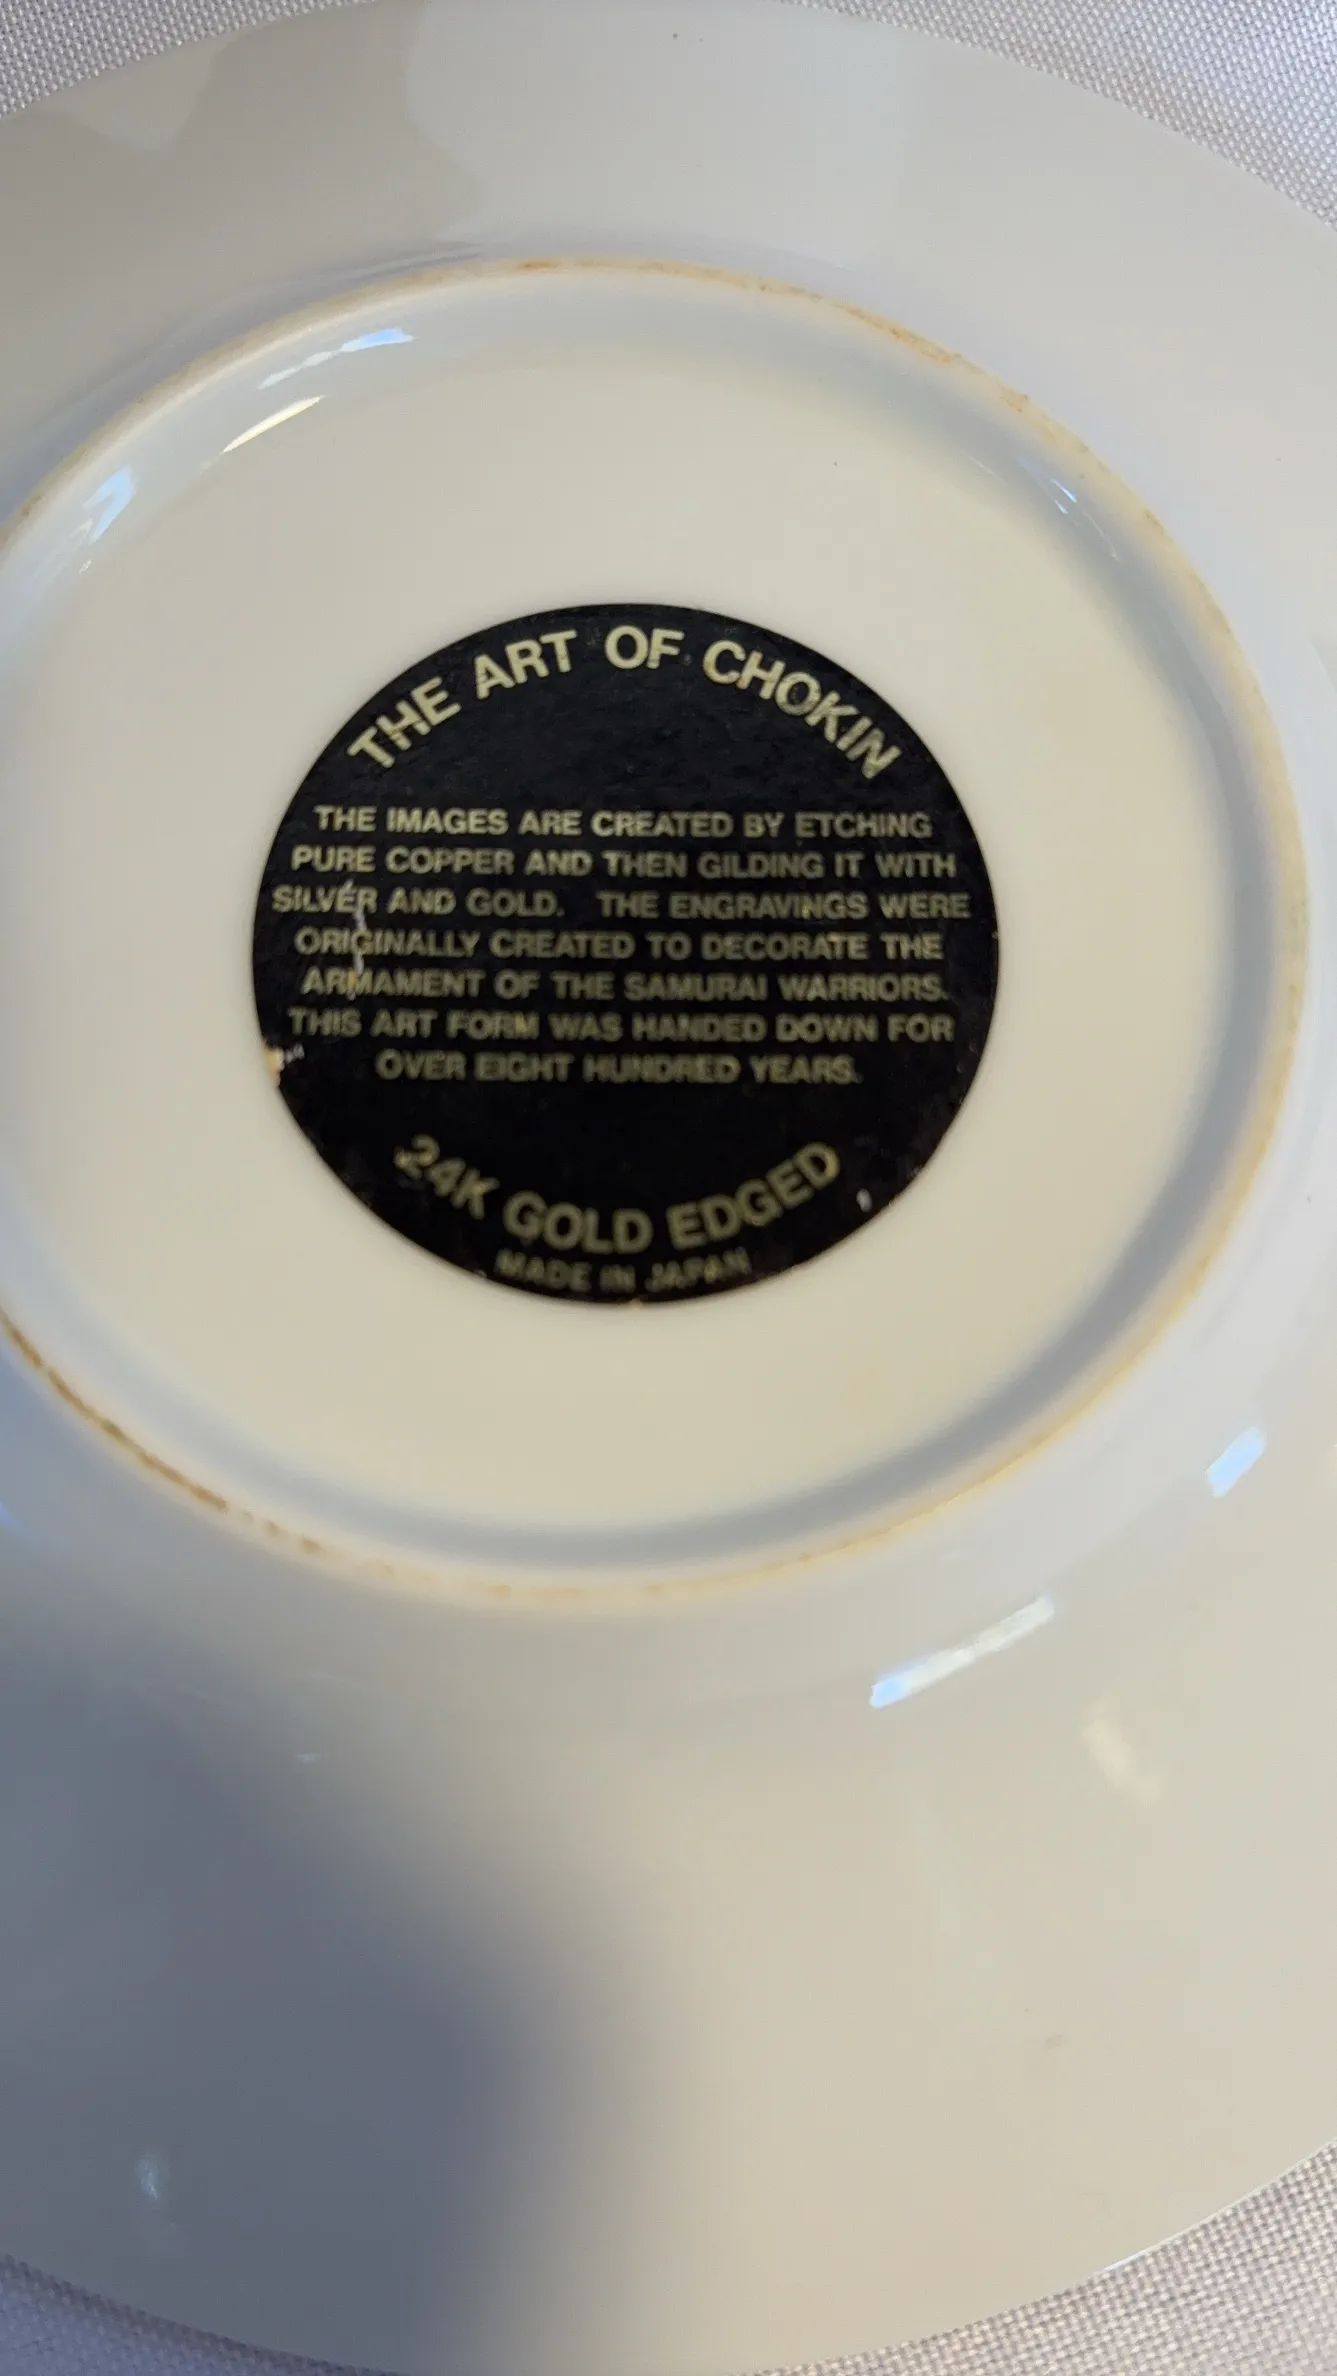 THE ART OF CHOKIN
THE IMAGES ARE CREATED BY ETCHING
PURE COPPER AND THEN GILDING IT WITH
SILVER AND GOLD. THE ENGRAVINGS WERE
ORIGINALLY CREATED TO DECORATE THE
ARMAMENT OF THE SAMURAI WARRIORS.
THIS ART FORM WAS HANDED DOWN FOR
OVER EIGHT HUNDRED YEARS.
24K GOLD EDGED
MADE IN JAPAN